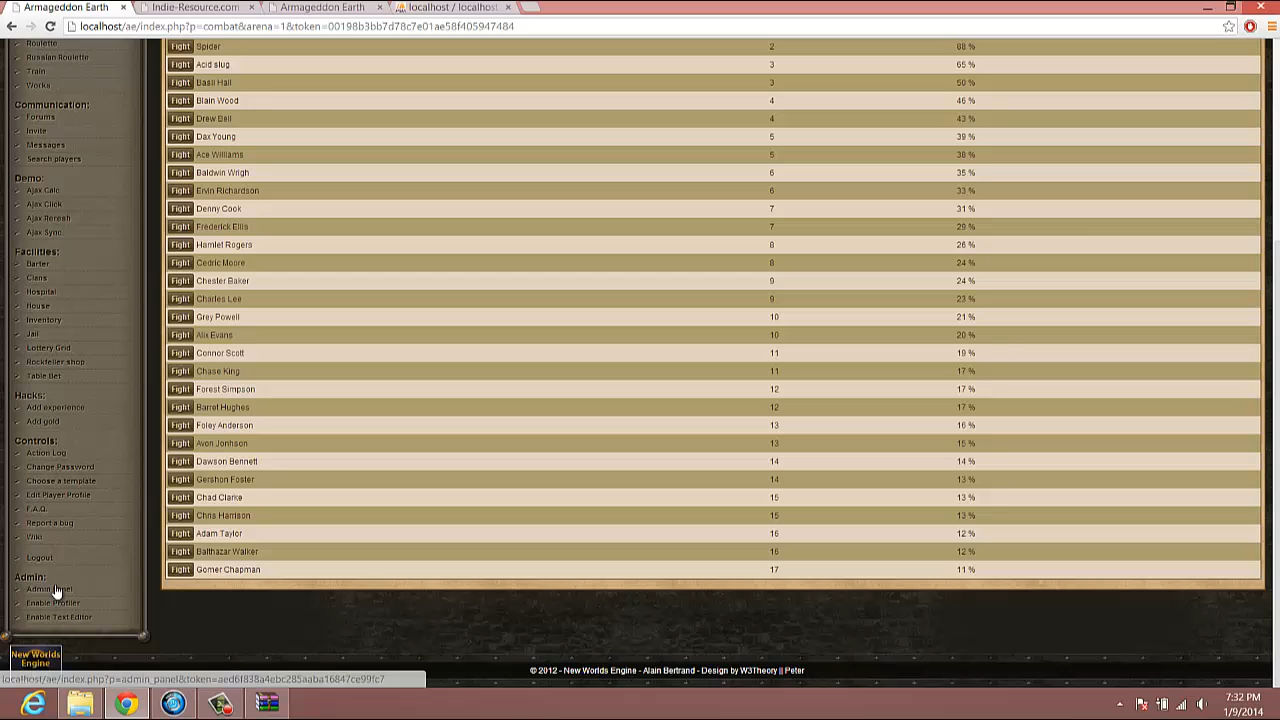 Armageddon Earth
Indie-Resource.com
Armageddon Earth
localhost / localhost
localhost/ae/index.php?p=combat&arena=1&token=00198b3bb7d78c7e01ae58f405947484
Roulette
Russian Roulette
Train
Works
Communication:
Forums
Invite
Messages
Search players
Demo:
Ajax Calc
Ajax Click
Ajax Reresh
Ajax Sync
Facilities:
Barter
Clans
Hospital
House
Inventory
Jail
Lottery Grid
Rockfeller shop
Table Bet
Hacks:
Add experience
Add gold
Controls:
Action Log
Change Password
Choose a template
Edit Player Profile
F.A.Q.
Report a bug
Wiki
Logout
Admin:
Enable Profiler
Enable Text Editor
New Worlds
Engine
Fight Spider 2 88 %
Fight Acid slug 3 65 %
Fight Basil Hall 3 50 %
Fight Blain Wood 4 46 %
Fight Drew Bell 4 43 %
Fight Dax Young 5 39 %
Fight Ace Williams 5 38 %
Fight Baldwin Wrigh 6 35 %
Fight Ervin Richardson 6 33 %
Fight Denny Cook 7 31 %
Fight Frederick Ellis 7 29 %
Fight Hamlet Rogers 8 26 %
Fight Cedric Moore 8 24 %
Fight Chester Baker 9 24 %
Fight Charles Lee 9 23 %
Fight Grey Powell 10 21 %
Fight Alix Evans 10 20 %
Fight Connor Scott 11 19 %
Fight Chase King 11 17 %
Fight Forest Simpson 12 17 %
Fight Barret Hughes 12 17 %
Fight Foley Anderson 13 16 %
Fight Avon Jonhson 13 15 %
Fight Dawson Bennett 14 14 %
Fight Gershon Foster 14 13 %
Fight Chad Clarke 15 13 %
Fight Chris Harrison 15 13 %
Fight Adam Taylor 16 12 %
Fight Balthazar Walker 16 12 %
Fight Gomer Chapman 17 11 %
© 2012 - New Worlds Engine - Alain Bertrand - Design by W3Theory || Peter
7:32 PM
1/9/2014